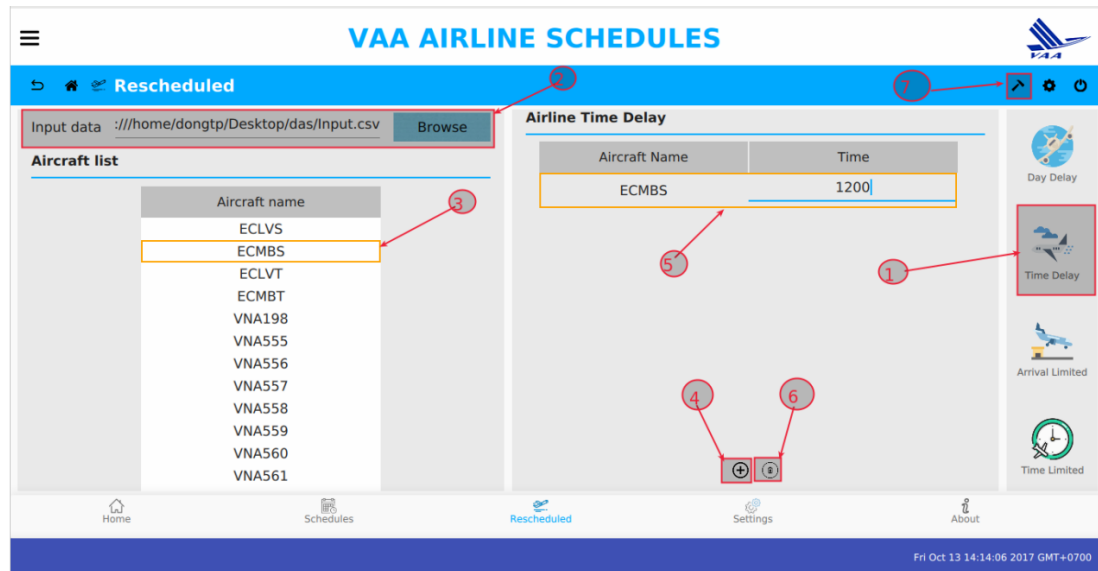 VAA AIRLINE SCHEDULES
VAA
Rescheduled
2
7
Input data :///home/dongtp/Desktop/das/Input.csv Browse
Aircraft list
Aircraft name
ECLVS
ECMBS
ECLVT
ECMBT
VNA198
VNA555
VNA556
VNA557
VNA558
VNA559
VNA560
VNA561
3
Airline Time Delay
Aircraft Name Time
ECMBS 1200
5
1
4
6
Day Delay
Time Delay
Arrival Limited
Time Limited
Home Schedules Rescheduled Settings About
Fri Oct 13 14:14:06 2017 GMT+0700